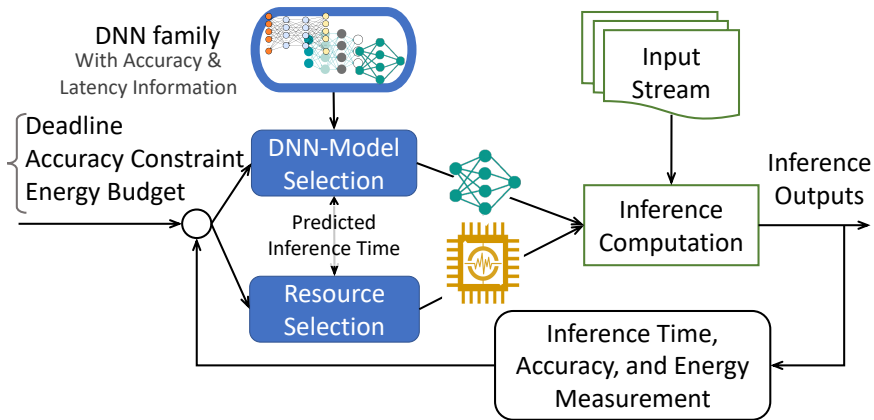 DNN family
With Accuracy &
Latency Information
Input
Stream
Deadline
Accuracy Constraint
Energy Budget
DNN-Model
Selection
Predicted
Inference Time
Resource
Selection
Inference
Computation
Inference
Outputs
Inference Time,
Accuracy, and Energy
Measurement